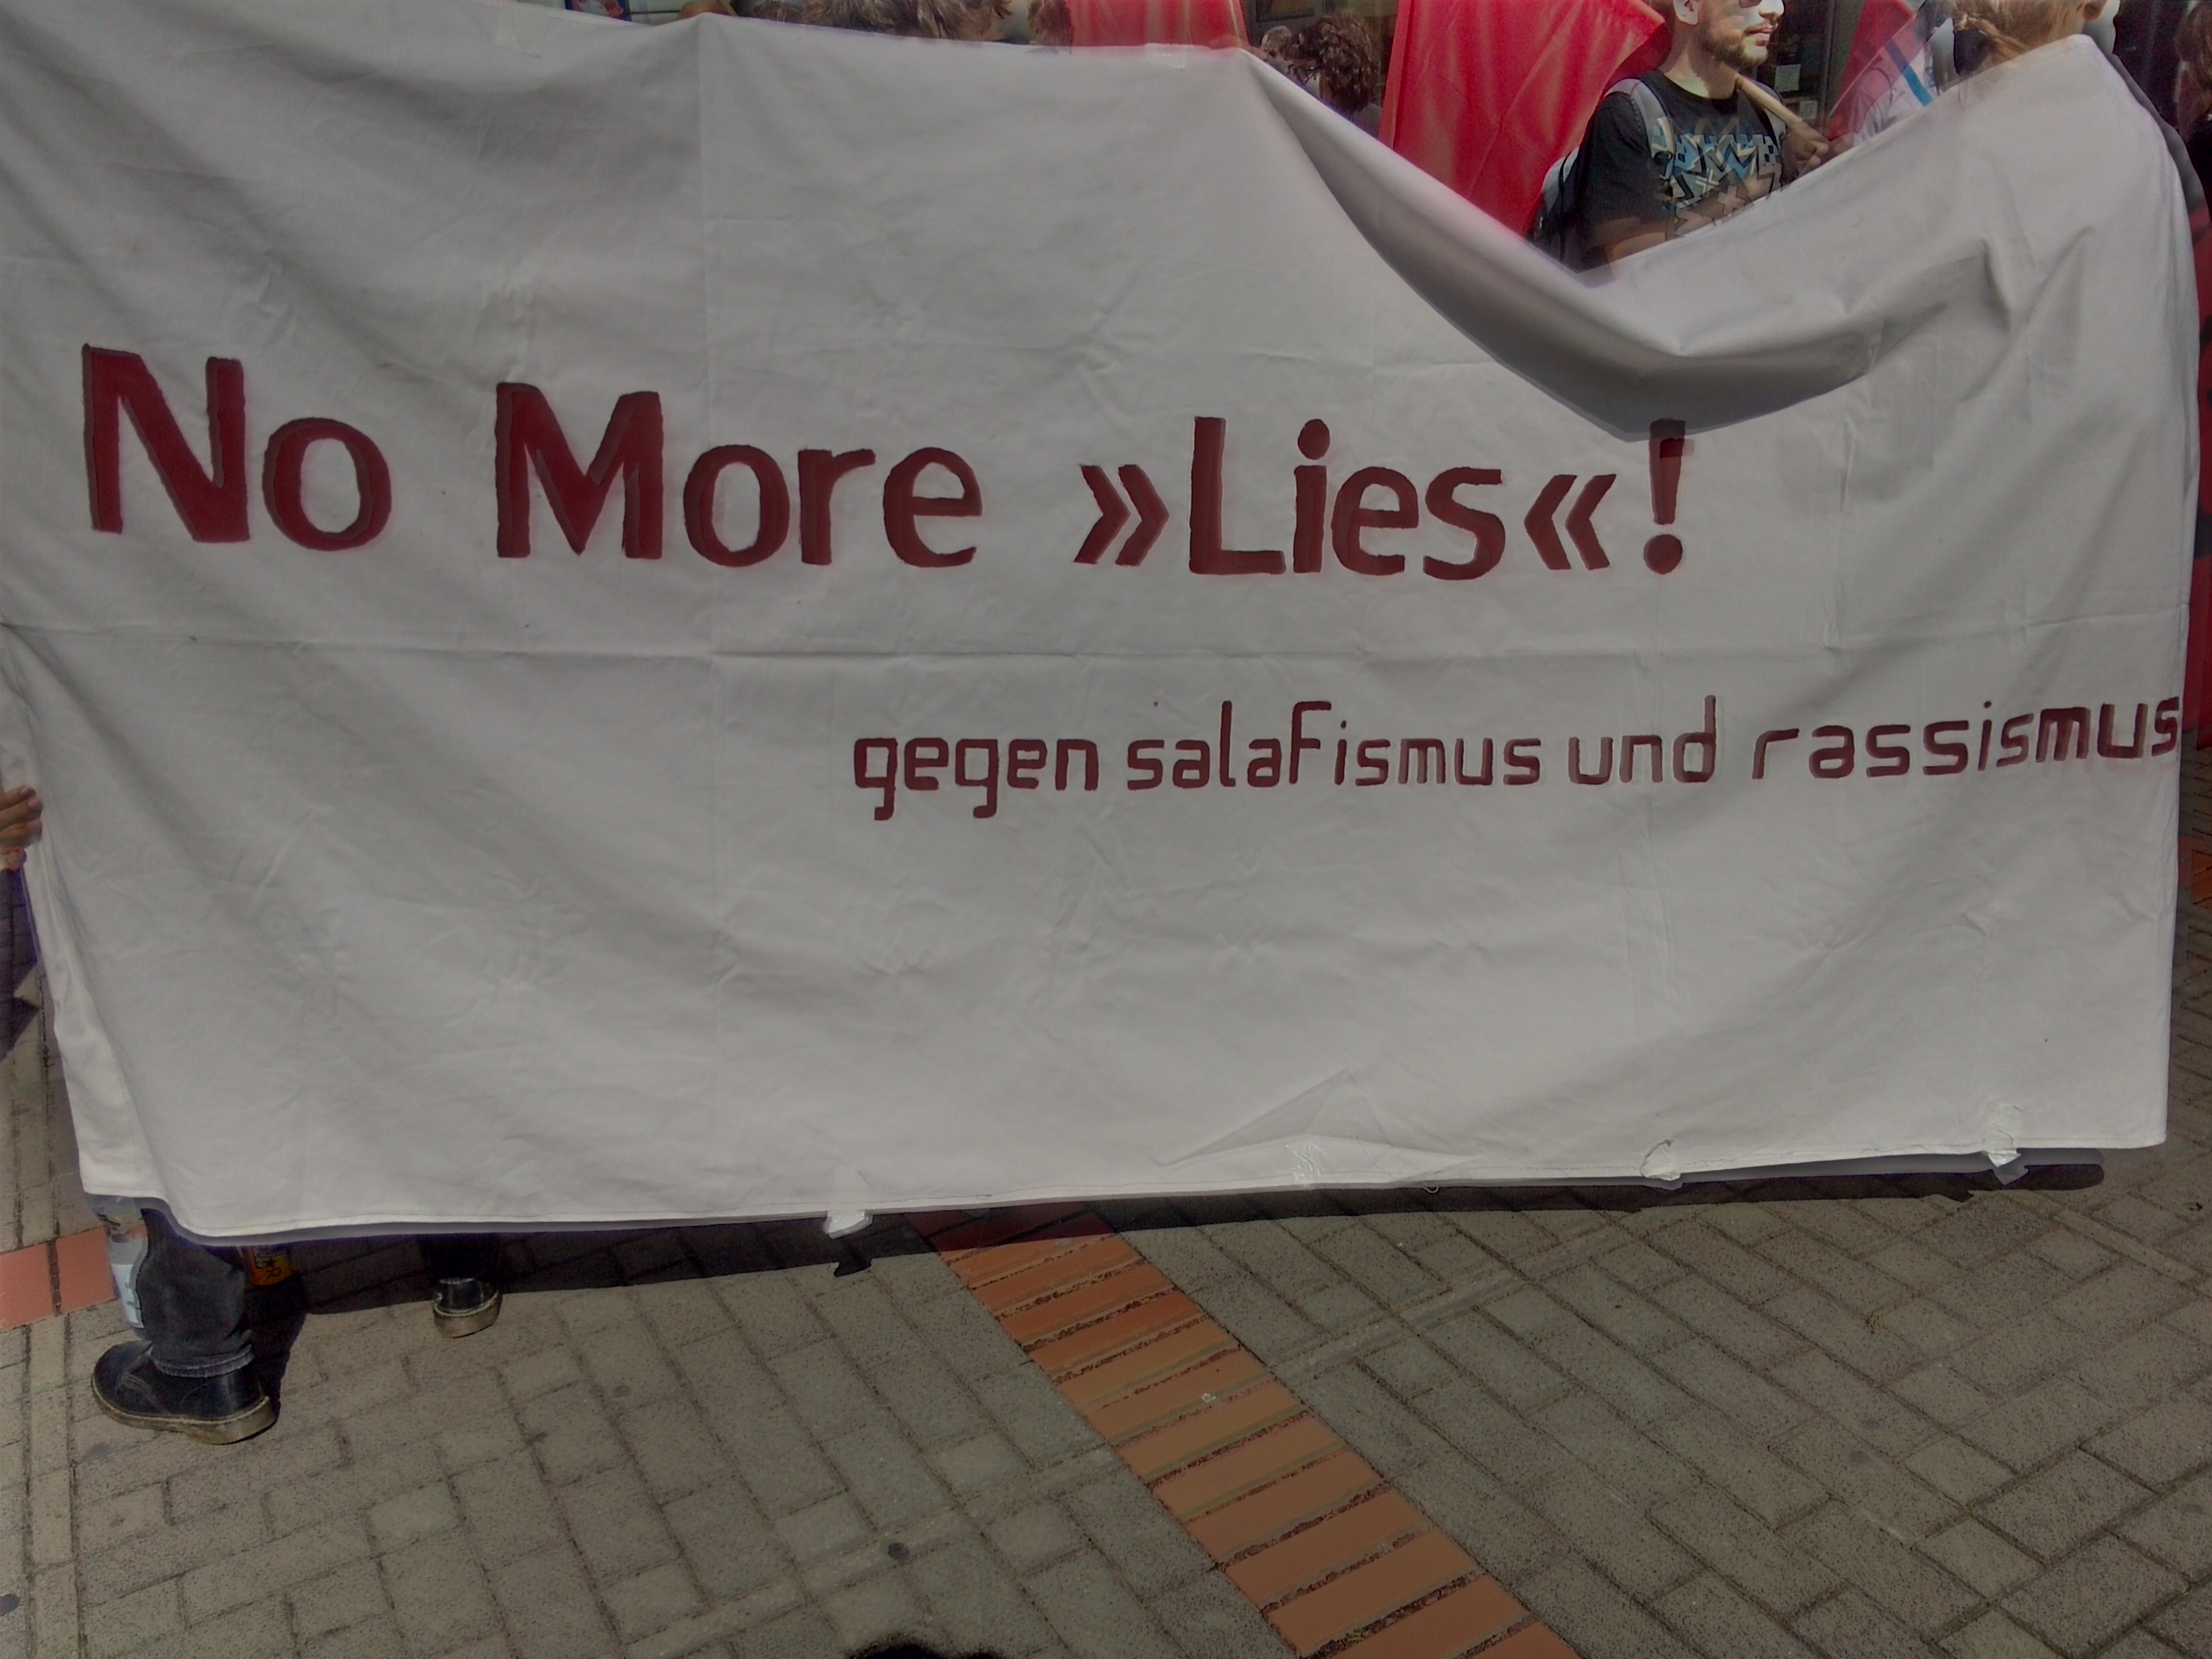 No More »Lies«!
gegen salafismus und rassismus